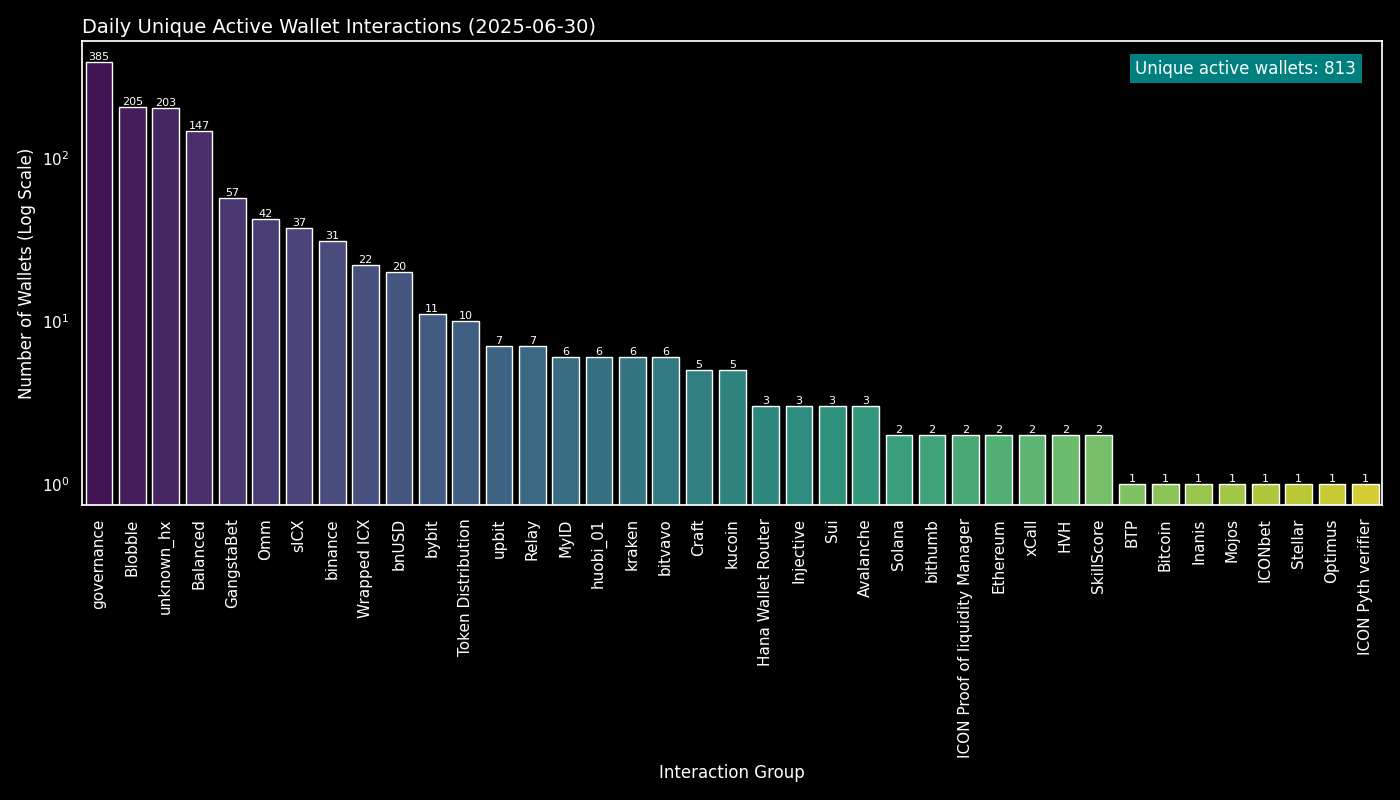 Daily Unique Active Wallet Interactions (2025-06-30)
Unique active wallets: 813
Number of Wallets (Log Scale)
10²
10¹
10⁰
385
205
203
147
57
42
37
31
22
20
11
10
7
7
6
6
6
6
5
5
3
3
3
3
2
2
2
2
2
2
2
1
1
1
1
1
1
1
1
governance
Blobble
unknown_hx
Balanced
GangstaBet
Omm
sICX
binance
Wrapped ICX
bnUSD
bybit
Token Distribution
upbit
Relay
MyID
huobi_01
kraken
bitvavo
Craft
kucoin
Hana Wallet Router
Injective
Sui
Avalanche
Solana
bithumb
ICON Proof of liquidity Manager
Ethereum
xCall
HVH
SkillScore
BTP
Bitcoin
Inanis
Mojos
ICONbet
Stellar
Optimus
ICON Pyth verifier
Interaction Group